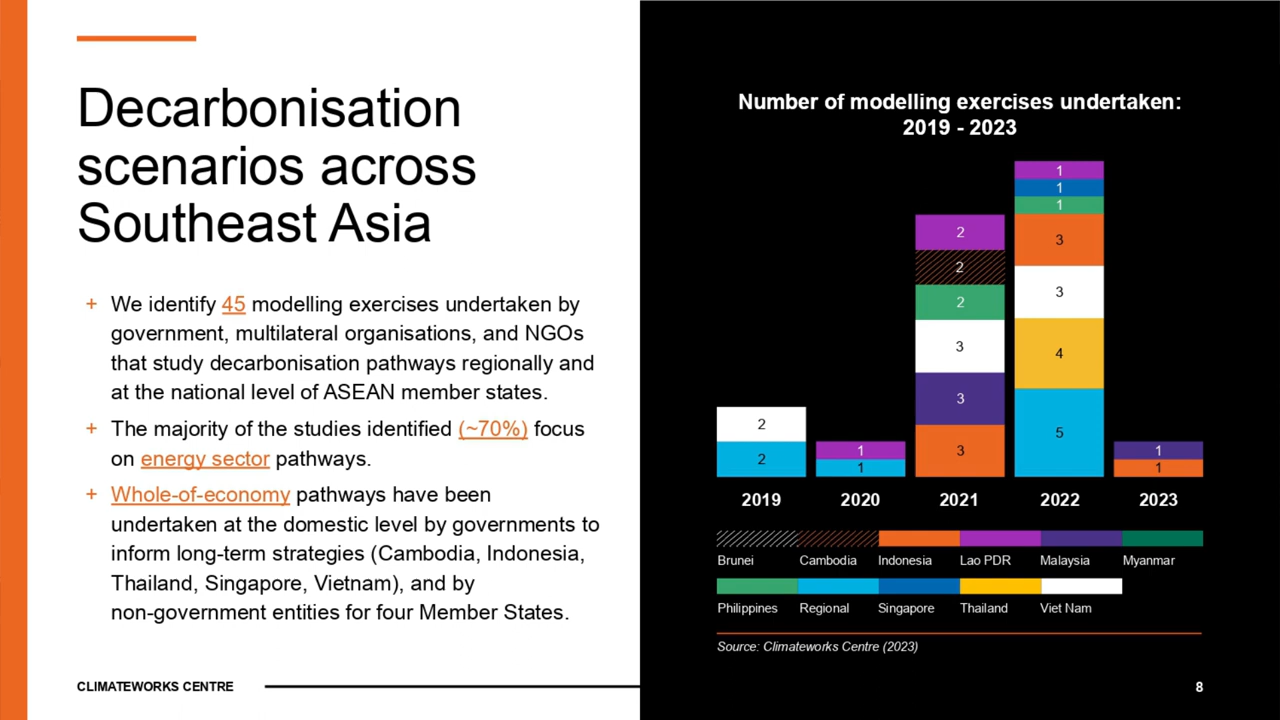 Decarbonisation
scenarios across
Southeast Asia
+ We identify 45 modelling exercises undertaken by
government, multilateral organisations, and NGOs
that study decarbonisation pathways regionally and
at the national level of ASEAN member states.
+ The majority of the studies identified (~70%) focus
on energy sector pathways.
+ Whole-of-economy pathways have been
undertaken at the domestic level by governments to
inform long-term strategies (Cambodia, Indonesia,
Thailand, Singapore, Vietnam), and by
non-government entities for four Member States.
CLIMATEWORKS CENTRE
Number of modelling exercises undertaken:
2019 - 2023
2
2
2019
1
1
2020
2
2
2
3
3
3
2021
1
1
1
3
3
4
5
2022
1
1
2023
Brunei Cambodia Indonesia Lao PDR Malaysia Myanmar
Philippines Regional Singapore Thailand Viet Nam
Source: Climateworks Centre (2023)
8